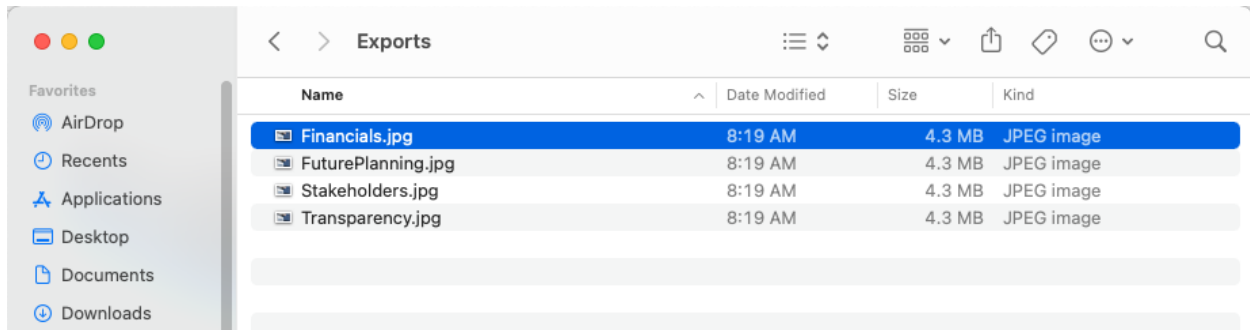 Exports
Favorites
AirDrop
Recents
Applications
Desktop
Documents
Downloads
Name Date Modified Size Kind
Financials.jpg 8:19 AM 4.3 MB JPEG image
FuturePlanning.jpg 8:19 AM 4.3 MB JPEG image
Stakeholders.jpg 8:19 AM 4.3 MB JPEG image
Transparency.jpg 8:19 AM 4.3 MB JPEG image